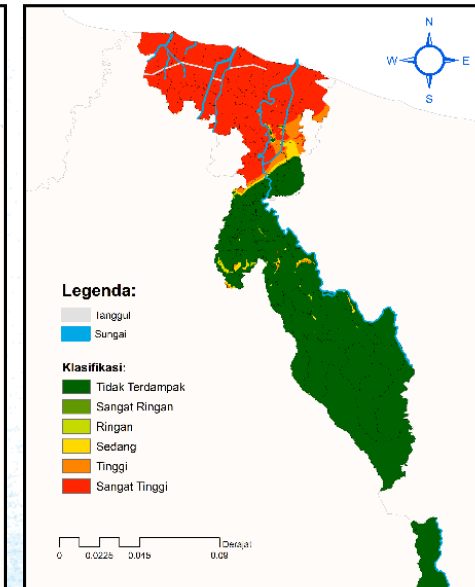 N
W E
S
Legenda:
Tanggul
Sungai
Klasifikasi:
Tidak Terdampak
Sangat Ringan
Ringan
Sedang
Tinggi
Sangat Tinggi
Derajat
0 0.0225 0.045 0.09